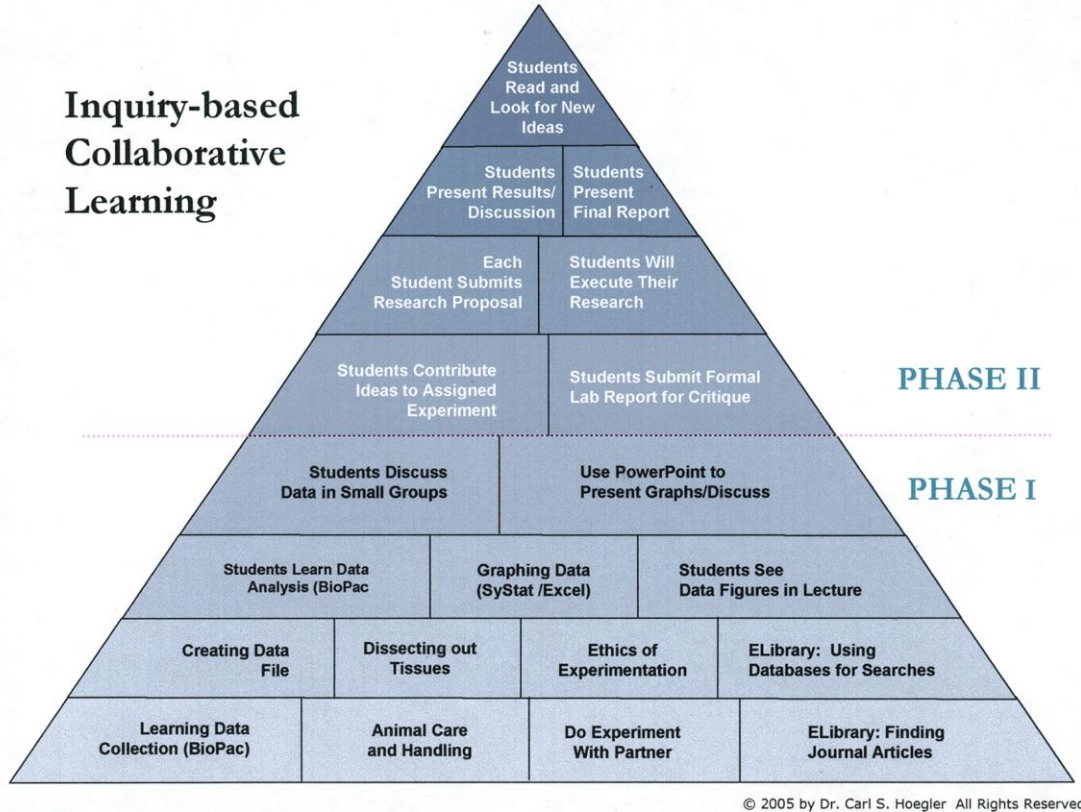 Inquiry-based
Collaborative
Learning
Students
Read and
Look for New
Ideas
Students
Present Results/
Discussion
Students
Present
Final Report
Each
Student Submits
Research Proposal
Students Will
Execute Their
Research
Students Contribute
Ideas to Assigned
Experiment
Students Submit Formal
Lab Report for Critique
PHASE II
Students Discuss
Data in Small Groups
Use PowerPoint to
Present Graphs/Discuss
PHASE I
Students Learn Data
Analysis (BioPac
Graphing Data
(SyStat /Excel)
Students See
Data Figures in Lecture
Creating Data
File
Dissecting out
Tissues
Ethics of
Experimentation
ELibrary: Using
Databases for Searches
Learning Data
Collection (BioPac)
Animal Care
and Handling
Do Experiment
With Partner
ELibrary: Finding
Journal Articles
© 2005 by Dr. Carl S. Hoegler All Rights Reserved